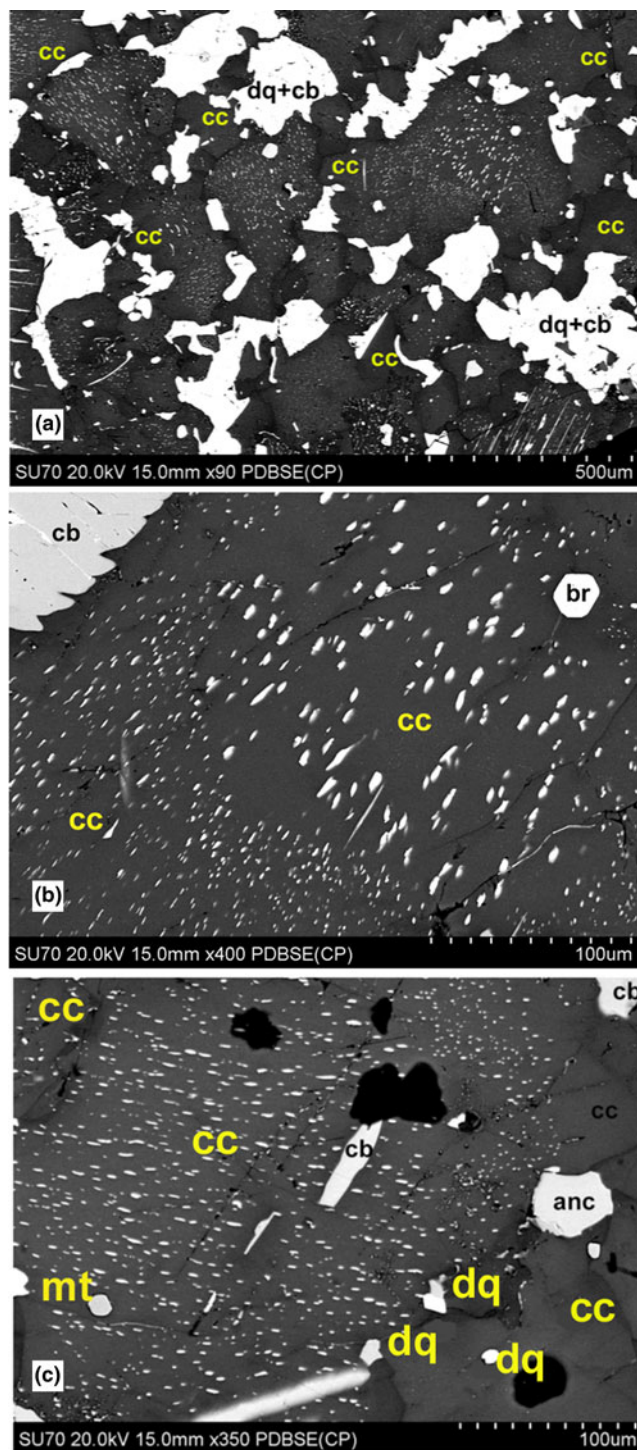 cc
cc
dq+cb
cc
cc
cc
cc
dq+cb
cc
(a)
SU70 20.0kV 15.0mm x90 PDBSE(CP) 500um
cb
br
cc
cc
(b)
SU70 20.0kV 15.0mm x400 PDBSE(CP) 100um
cb
cc
cc
cc
cb
anc
mt
dq
cc
dq
dq
(c)
SU70 20.0kV 15.0mm x350 PDBSE(CP) 100um